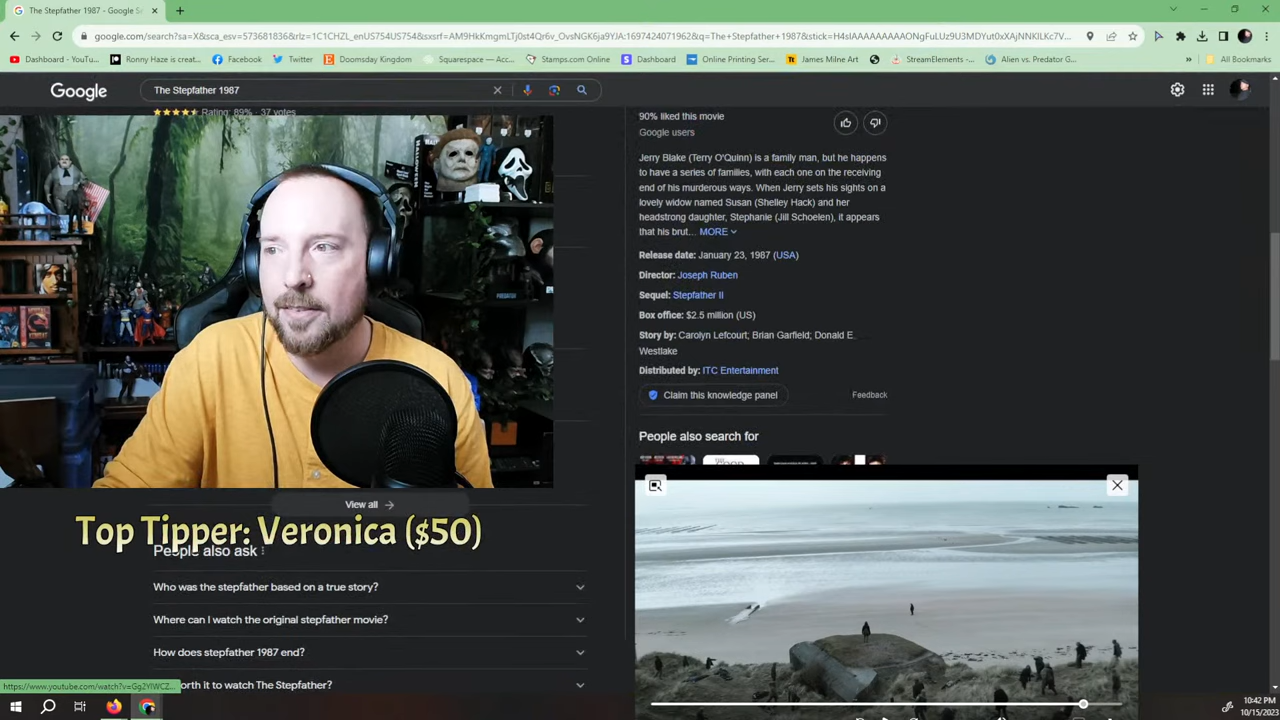 The Stepfather 1987 - Google Se
google.com/search?sa=X&sca_esv=573681836&rlz=1C1CHZL_enUS754US754&sxsrf=AM9HkKmgmLTj0st4Qr6v_OvsNGK6ja9YJA:1697424071962&q=The+Stepfather+1987&stick=H4sIAAAAAAAAAONgFuLUz9U3MDYut0xXAjNNKlLKc7V...
Dashboard - YouTu...
Ronny Haze is creat...
Facebook
Twitter
Doomsday Kingdom
Squarespace — Acc...
Stamps.com Online
Dashboard
Online Printing Ser...
James Milne Art
StreamElements -...
Alien vs. Predator G...
All Bookmarks
Google
The Stepfather 1987
Rating: 89% · 37 votes
90% liked this movie
Google users
Jerry Blake (Terry O'Quinn) is a family man, but he happens
to have a series of families, with each one on the receiving
end of his murderous ways. When Jerry sets his sights on a
lovely widow named Susan (Shelley Hack) and her
headstrong daughter, Stephanie (Jill Schoelen), it appears
that his brut... MORE
Release date: January 23, 1987 (USA)
Director: Joseph Ruben
Sequel: Stepfather II
Box office: $2.5 million (US)
Story by: Carolyn Lefcourt; Brian Garfield; Donald E.
Westlake
Distributed by: ITC Entertainment
Claim this knowledge panel
Feedback
People also search for
PREDATOR
View all
Top Tipper: Veronica ($50)
People also ask
Who was the stepfather based on a true story?
Where can I watch the original stepfather movie?
How does stepfather 1987 end?
orth it to watch The Stepfather?
https://www.youtube.com/watch?v=Gg2YIWCZ...
10:42 PM
10/15/2023